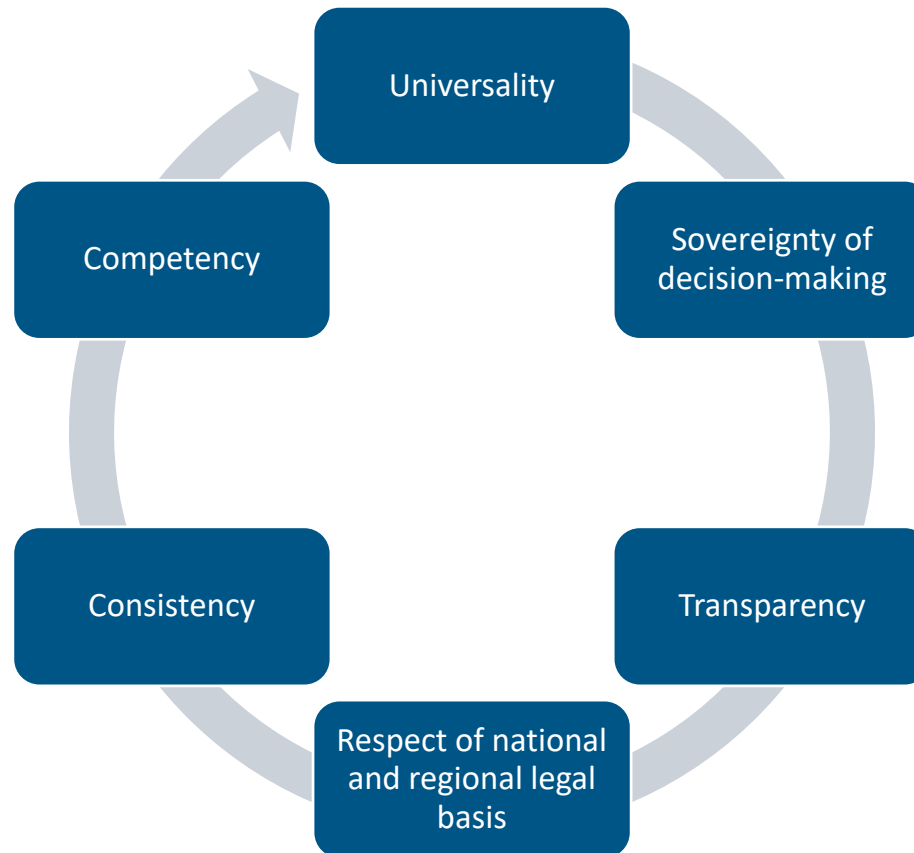 Universality
Sovereignty of
decision-making
Transparency
Respect of national
and regional legal
basis
Consistency
Competency